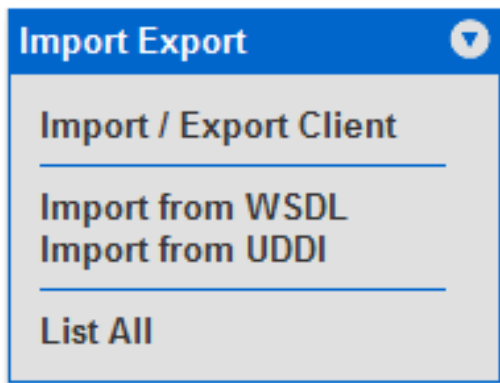 Import Export
Import / Export Client
Import from WSDL
Import from UDDI
List All